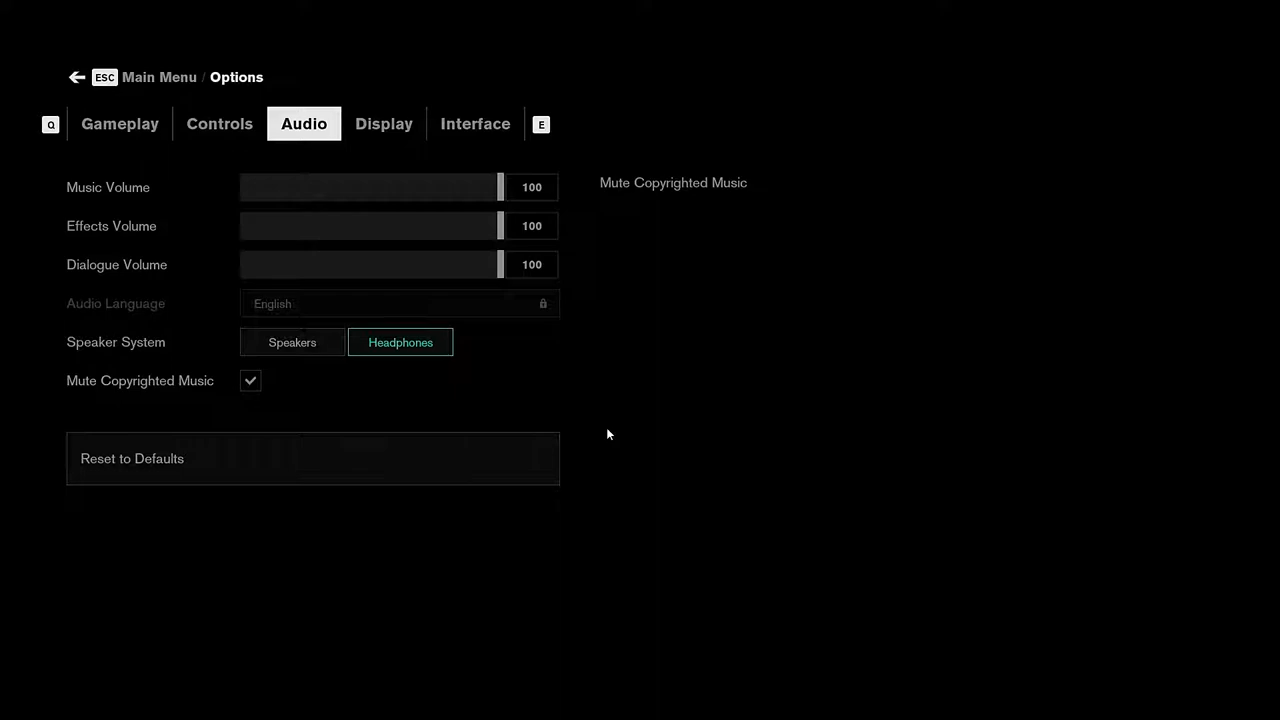 ESC Main Menu / Options
Q Gameplay Controls Audio Display Interface E
Music Volume 100
Mute Copyrighted Music
Effects Volume 100
Dialogue Volume 100
Audio Language English
Speaker System Speakers Headphones
Mute Copyrighted Music
Reset to Defaults